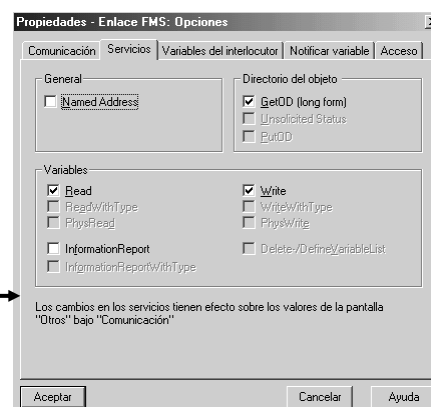 Propiedades - Enlace FMS: Opciones
Comunicación Servicios Variables del interlocutor Notificar variable Acceso
General
Named Address
Directorio del objeto
GetOD (long form)
Unsolicited Status
PutOD
Variables
Read
Write
ReadWithType
WriteWithType
PhysRead
PhysWrite
InformationReport
Delete-/DefineVariableList
InformationReportWithType
Los cambios en los servicios tienen efecto sobre los valores de la pantalla
"Otros" bajo "Comunicación"
Aceptar Cancelar Ayuda